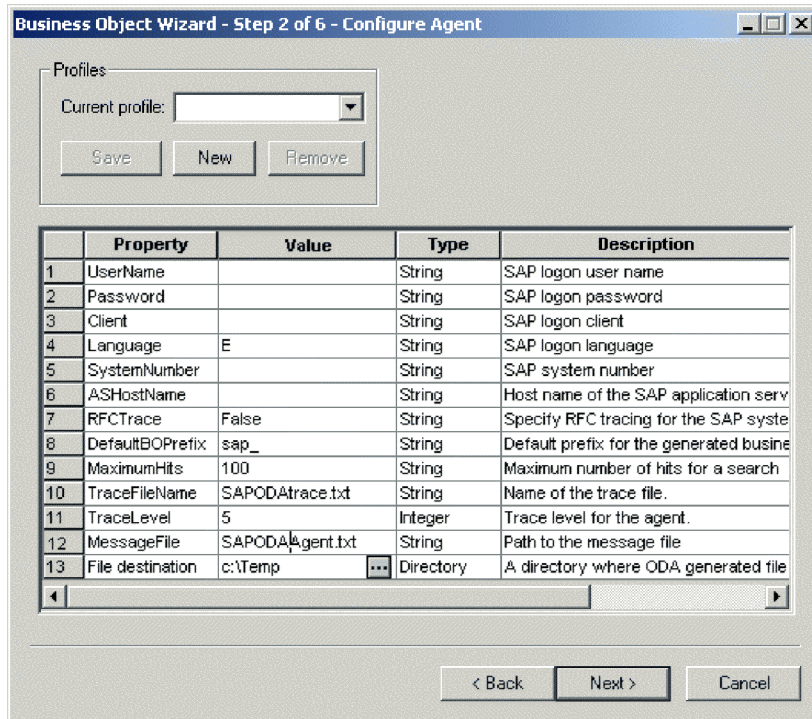 Business Object Wizard - Step 2 of 6 - Configure Agent
Profiles
Current profile:
Save New Remove
Property Value Type Description
1 UserName String SAP logon user name
2 Password String SAP logon password
3 Client String SAP logon client
4 Language E String SAP logon language
5 SystemNumber String SAP system number
6 ASHostName String Host name of the SAP application serv
7 RFCTrace False String Specify RFC tracing for the SAP syste
8 DefaultBOPrefix sap_ String Default prefix for the generated busine
9 MaximumHits 100 String Maximum number of hits for a search
10 TraceFileName SAPODAtrace.txt String Name of the trace file.
11 TraceLevel 5 Integer Trace level for the agent.
12 MessageFile SAPODAAgent.txt String Path to the message file
13 File destination c:\Temp ... Directory A directory where ODA generated file
< Back Next > Cancel